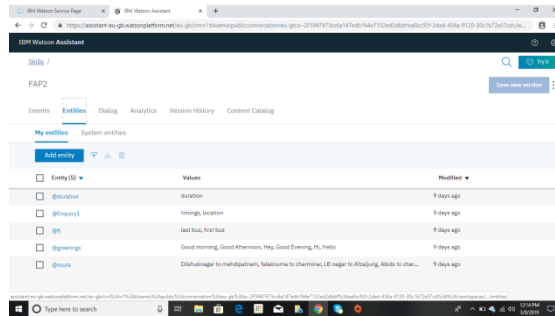 IBM Watson Service Page
IBM Watson Assistant
IBM Watson Assistant
Skills /
Try it
FAP2
Save new version
Intents Entities Dialog Analytics Version History Content Catalog
My entities System entities
Add entity
Entity (5) Values Modified
@duration duration 9 days ago
@Enquiry1 timings, location 9 days ago
@ft last bus, first bus 9 days ago
@greetings Good morning, Good Afternoon, Hey, Good Evening, Hi, Hello 9 days ago
@route Dilshuknagar to mehdipatnam, falaknuma to charminar, LB nagar to Afzaljung, Abids to char... 9 days ago
Type here to search
12:14 PM
3/8/2019